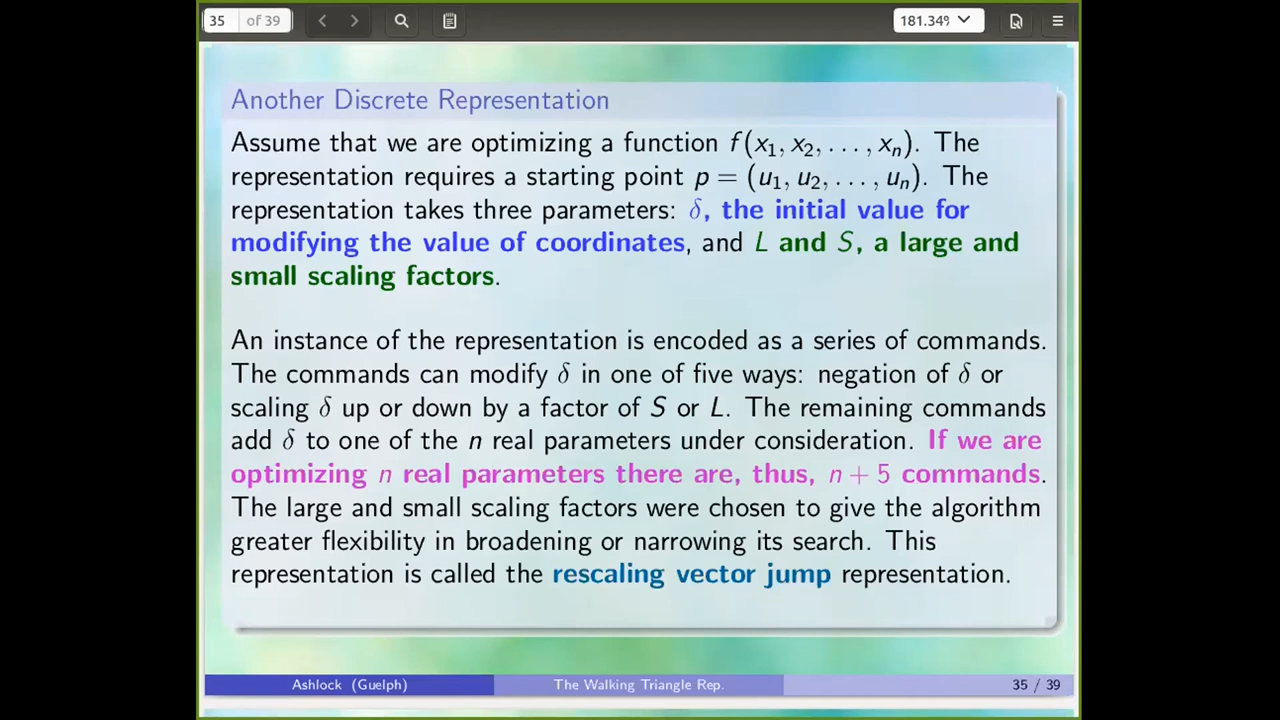 35 of 39
181.34%
Another Discrete Representation
Assume that we are optimizing a function f(x₁, x₂, . . . , xₙ). The
representation requires a starting point p = (u₁, u₂, . . . , uₙ). The
representation takes three parameters: δ, the initial value for
modifying the value of coordinates, and L and S, a large and
small scaling factors.
An instance of the representation is encoded as a series of commands.
The commands can modify δ in one of five ways: negation of δ or
scaling δ up or down by a factor of S or L. The remaining commands
add δ to one of the n real parameters under consideration. If we are
optimizing n real parameters there are, thus, n + 5 commands.
The large and small scaling factors were chosen to give the algorithm
greater flexibility in broadening or narrowing its search. This
representation is called the rescaling vector jump representation.
Ashlock (Guelph) The Walking Triangle Rep. 35 / 39